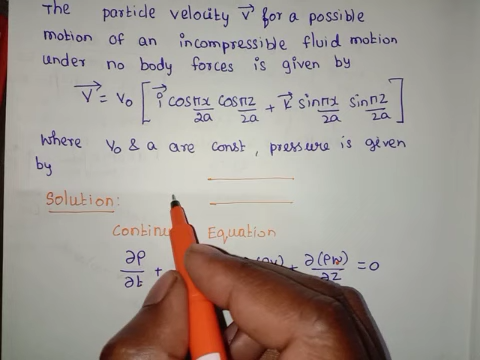 The particle velocity V⃗ for a possible
motion of an incompressible fluid motion
under no body forces is given by
V⃗ = V₀ [ i⃗ cos πx/2a cos πz/2a + k⃗ sin πx/2a sin πz/2a ]
where V₀ & a are const, pressure is given
by
Solution:
Equation
∂ρ/∂t + + ∂(ρw)/∂z = 0